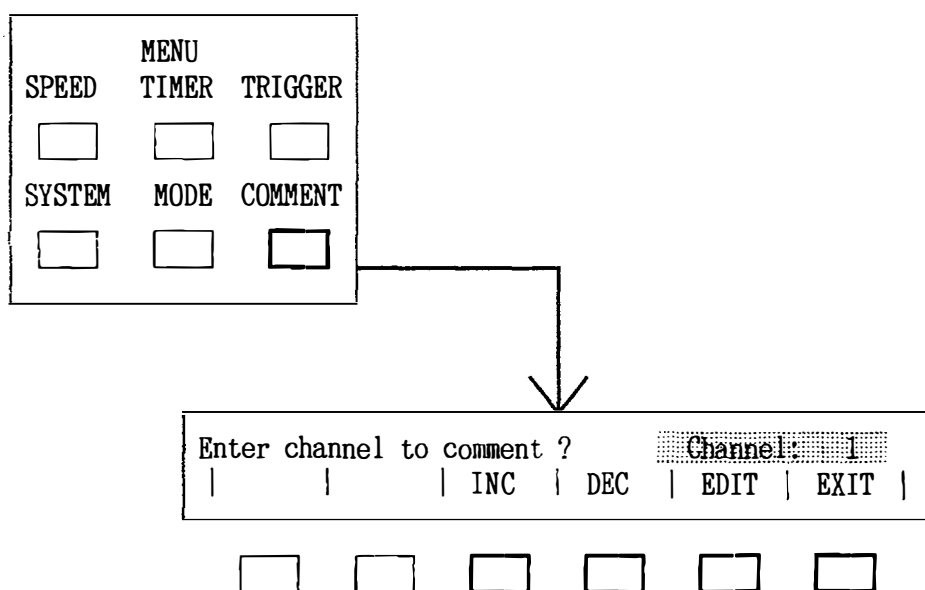 MENU
SPEED TIMER TRIGGER
SYSTEM MODE COMMENT
Enter channel to comment ? Channel: 1
| | | INC | DEC | EDIT | EXIT |